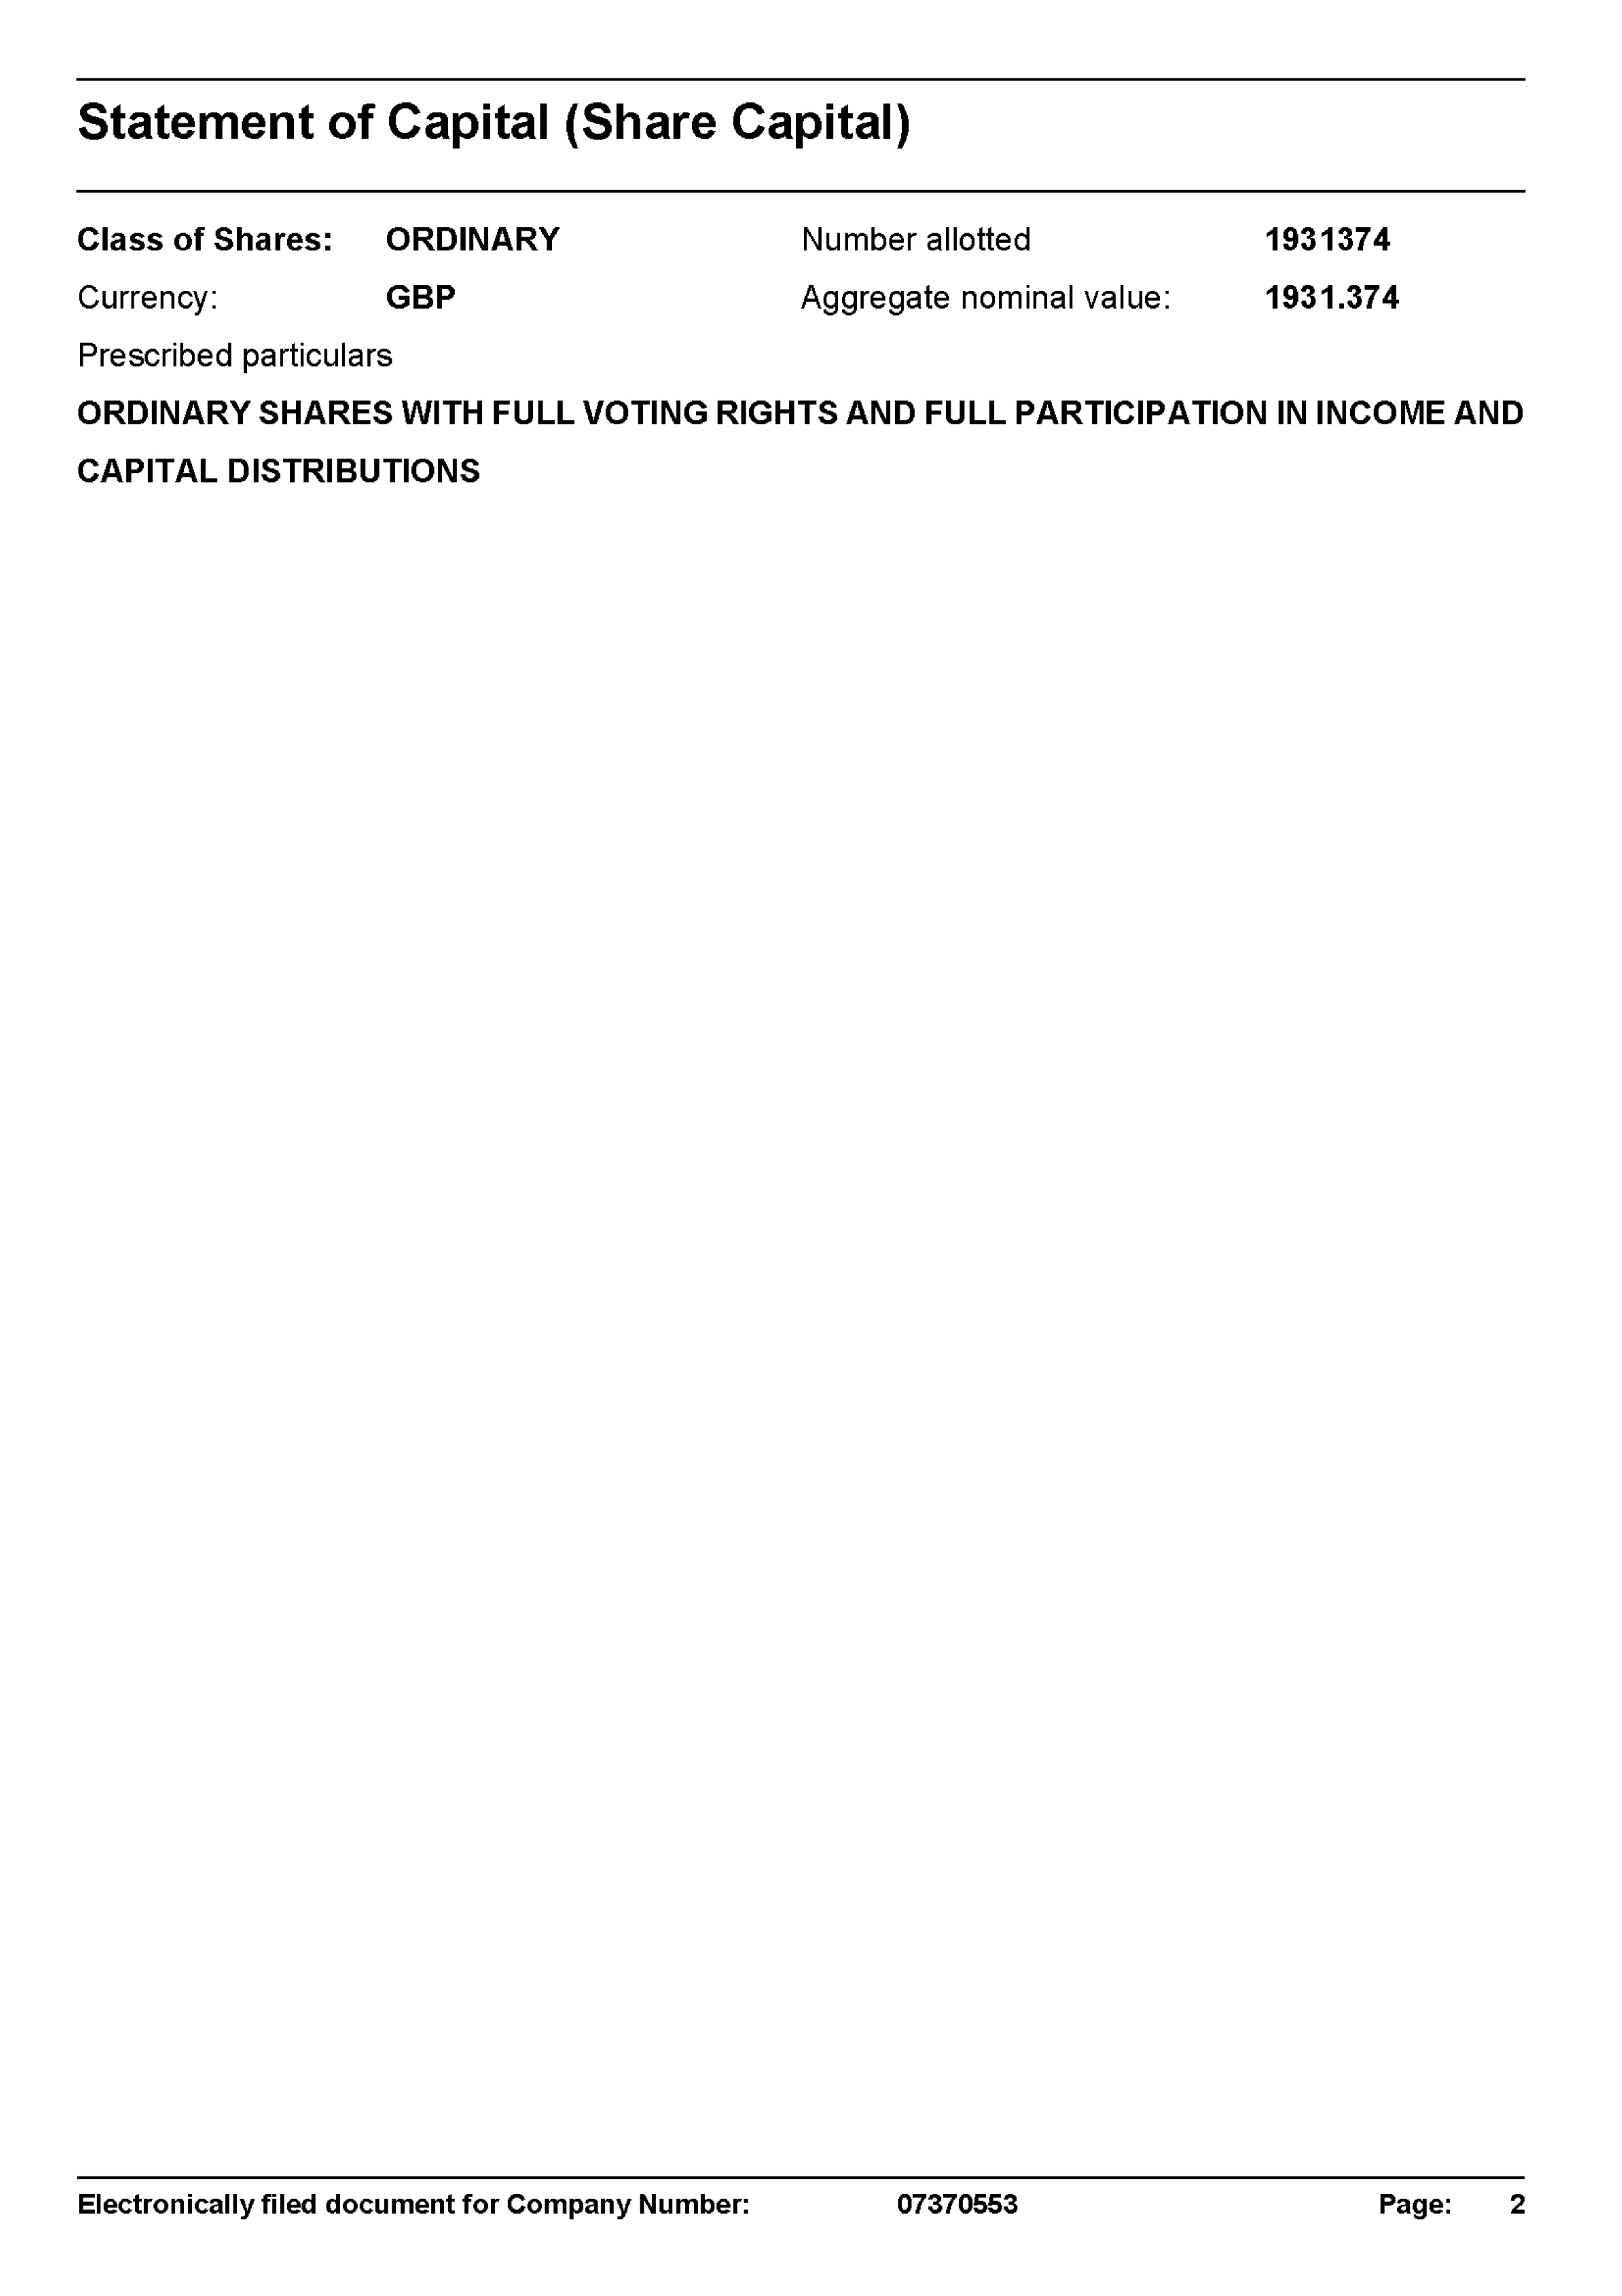 Statement of Capital (Share Capital)
Class of Shares: ORDINARY Number allotted 1931374
Currency: GBP Aggregate nominal value: 1931.374
Prescribed particulars
ORDINARY SHARES WITH FULL VOTING RIGHTS AND FULL PARTICIPATION IN INCOME AND
CAPITAL DISTRIBUTIONS
Electronically filed document for Company Number: 07370553 Page: 2